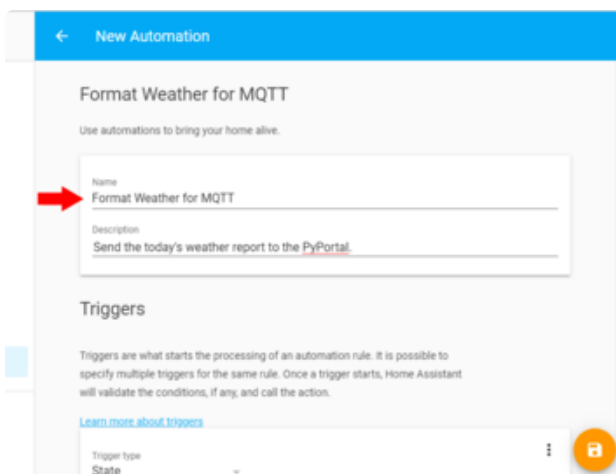 New Automation
Format Weather for MQTT
Use automations to bring your home alive.
Name
Format Weather for MQTT
Description
Send the today's weather report to the PyPortal.
Triggers
Triggers are what starts the processing of an automation rule. It is possible to
specify multiple triggers for the same rule. Once a trigger starts, Home Assistant
will validate the conditions, if any, and call the action.
Learn more about triggers
Trigger type
State